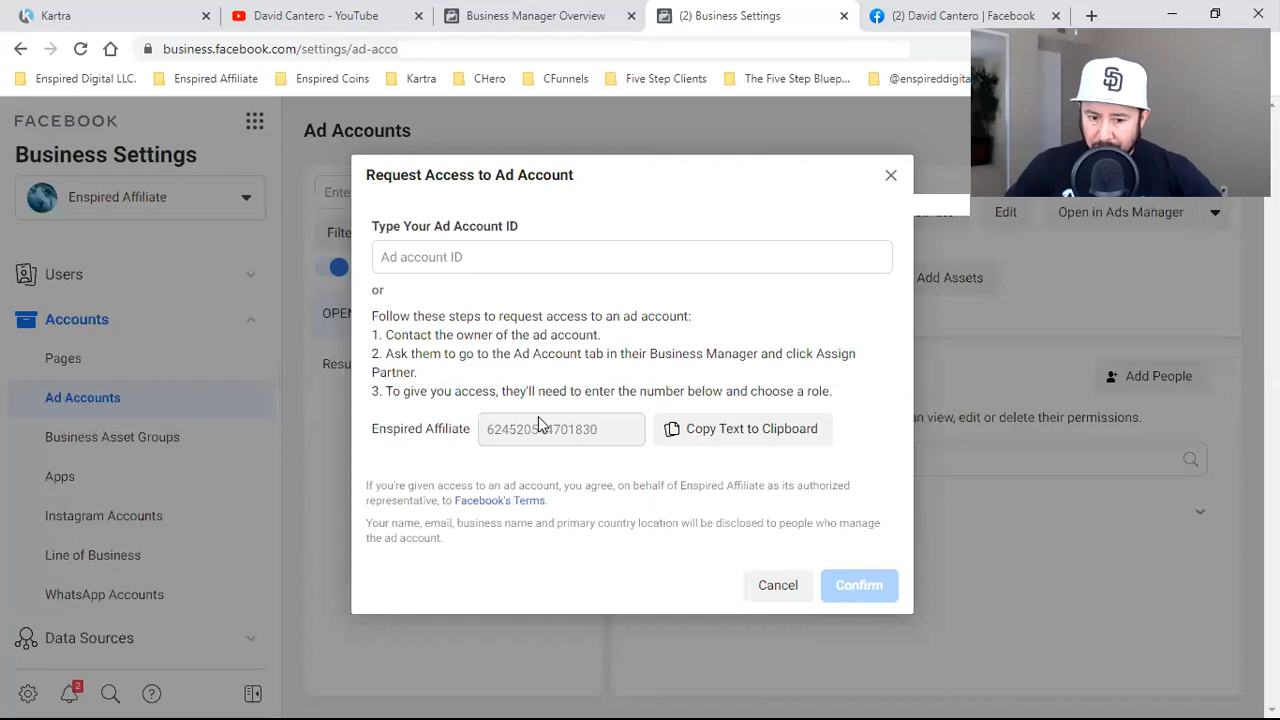 Kartra
David Cantero - YouTube
Business Manager Overview
(2) Business Settings
(2) David Cantero | Facebook
business.facebook.com/settings/ad-acco
Enspired Digital LLC.
Enspired Affiliate
Enspired Coins
Kartra
CHero
CFunnels
Five Step Clients
The Five Step Bluep...
@enspireddigita
FACEBOOK
Business Settings
Enspired Affiliate
Users
Accounts
Pages
Ad Accounts
Business Asset Groups
Apps
Instagram Accounts
Line of Business
WhatsApp Accounts
Data Sources
2
Ad Accounts
Edit
Open in Ads Manager
Add Assets
Add People
an view, edit or delete their permissions.
Request Access to Ad Account
Type Your Ad Account ID
Ad account ID
or
Follow these steps to request access to an ad account:
1. Contact the owner of the ad account.
2. Ask them to go to the Ad Account tab in their Business Manager and click Assign
Partner.
3. To give you access, they'll need to enter the number below and choose a role.
Enspired Affiliate
Copy Text to Clipboard
If you're given access to an ad account, you agree, on behalf of Enspired Affiliate as its authorized
representative, to Facebook's Terms.
Your name, email, business name and primary country location will be disclosed to people who manage
the ad account.
Cancel
Confirm
SD